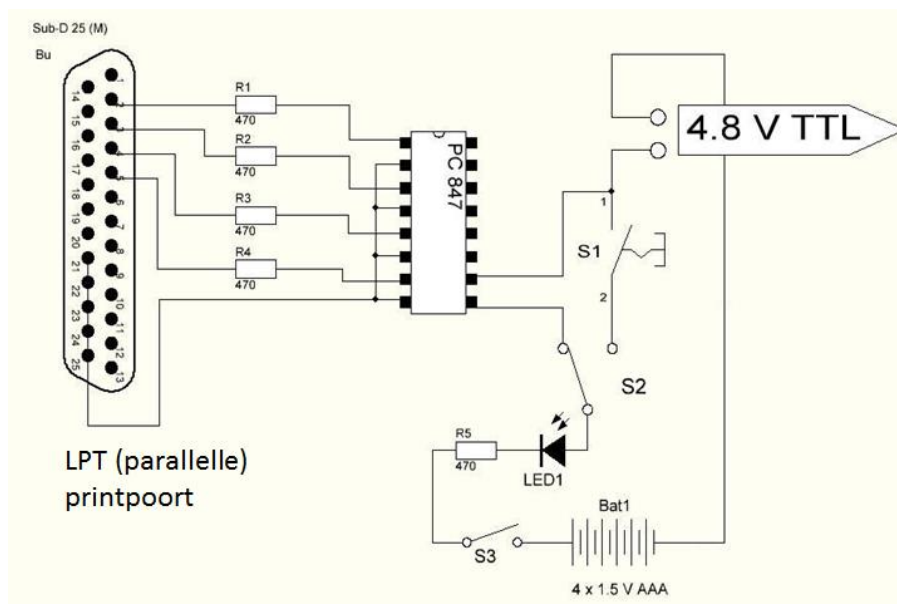 Sub-D 25 (M)
Bu
1
14
2
15
3
16
4
17
5
18
6
19
7
20
8
21
9
22
10
23
11
24
12
25
13
R1
470
R2
470
R3
470
R4
470
PC 847
4.8 V TTL
1
S1
2
S2
R5
470
LED1
S3
Bat1
4 x 1.5 V AAA
LPT (parallelle)
printpoort